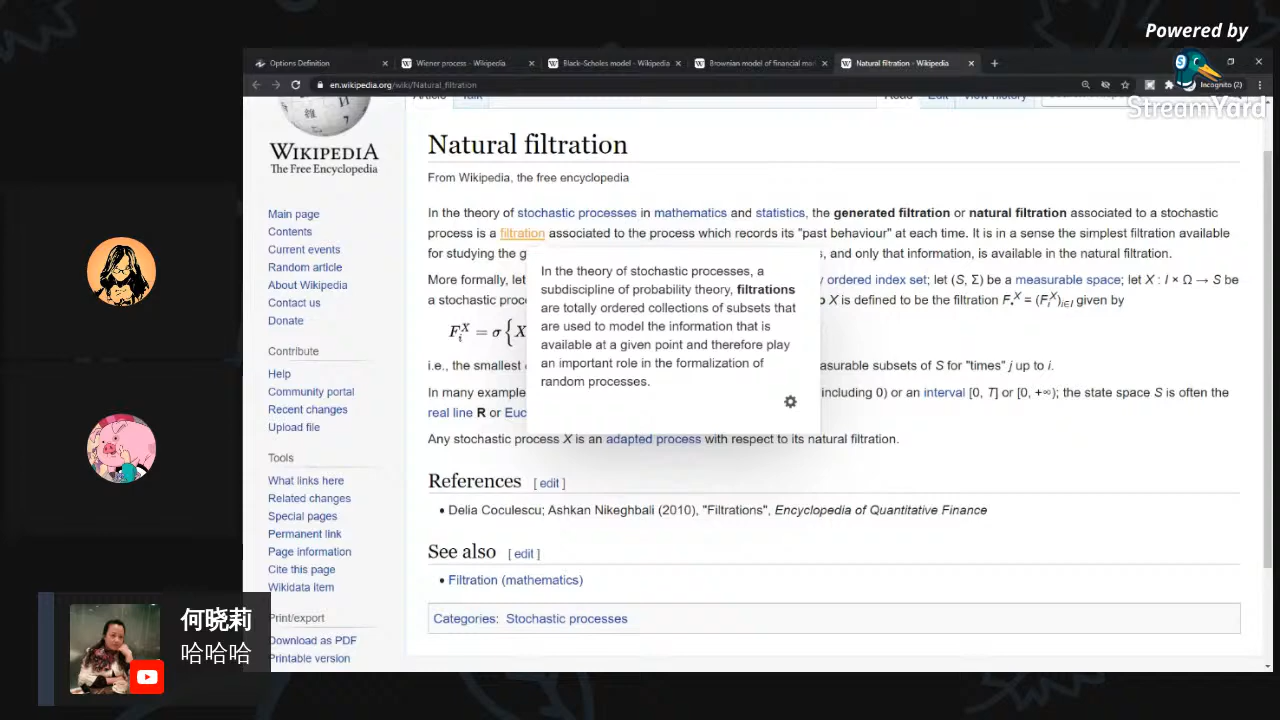 Powered by
StreamYard
Options Definition
Wiener process - Wikipedia
Black-Scholes model - Wikipedia
Brownian model of financial mar
Natural filtration - Wikipedia
en.wikipedia.org/wiki/Natural_filtration
Incognito (2)
WIKIPEDIA
The Free Encyclopedia
Main page
Contents
Current events
Random article
About Wikipedia
Contact us
Donate
Contribute
Help
Community portal
Recent changes
Upload file
Tools
What links here
Related changes
Special pages
Permanent link
Page information
Cite this page
Wikidata item
Print/export
Download as PDF
Printable version
Article Talk Read Edit View history
Natural filtration
From Wikipedia, the free encyclopedia
In the theory of stochastic processes in mathematics and statistics, the generated filtration or natural filtration associated to a stochastic
process is a filtration associated to the process which records its "past behaviour" at each time. It is in a sense the simplest filtration available
for studying the g s, and only that information, is available in the natural filtration.
More formally, let y ordered index set; let (S, Σ) be a measurable space; let X : I × Ω → S be
a stochastic proc o X is defined to be the filtration F•^X = (F_i^X)_{i∈I} given by
F_i^X = σ{X
i.e., the smallest asurable subsets of S for "times" j up to i.
In many example including 0) or an interval [0, T] or [0, +∞); the state space S is often the
real line R or Euc
Any stochastic process X is an adapted process with respect to its natural filtration.
In the theory of stochastic processes, a
subdiscipline of probability theory, filtrations
are totally ordered collections of subsets that
are used to model the information that is
available at a given point and therefore play
an important role in the formalization of
random processes.
References [ edit ]
• Delia Coculescu; Ashkan Nikeghbali (2010), "Filtrations", Encyclopedia of Quantitative Finance
See also [ edit ]
• Filtration (mathematics)
Categories: Stochastic processes
何晓莉
哈哈哈